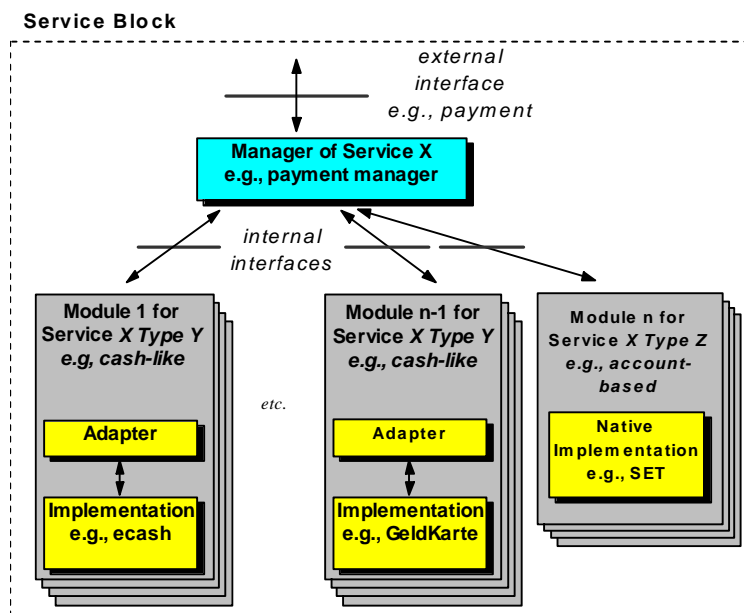 Service Block
external
interface
e.g., payment
Manager of Service X
e.g., payment manager
internal
interfaces
Module 1 for
Service X Type Y
e.g, cash-like
Adapter
Implementation
e.g., ecash
etc.
Module n-1 for
Service X Type Y
e.g., cash-like
Adapter
Implementation
e.g., GeldKarte
Module n for
Service X Type Z
e.g., account-
based
Native
Implementation
e.g., SET